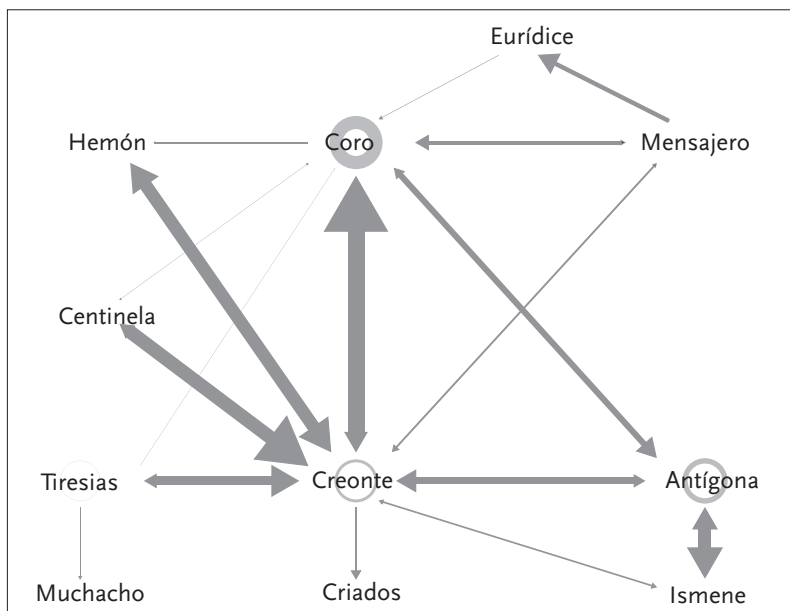 Eurídice
Hemón
Coro
Mensajero
Centinela
Tiresias
Creonte
Antígona
Muchacho
Criados
Ismene